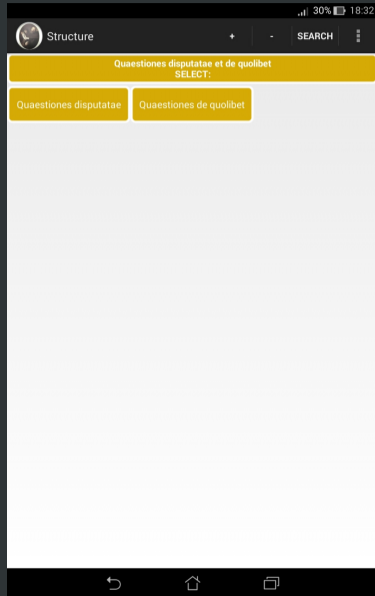 30% 18:32
Structure + - SEARCH
Quaestiones disputatae et de quolibet
SELECT:
Quaestiones disputatae Quaestiones de quolibet